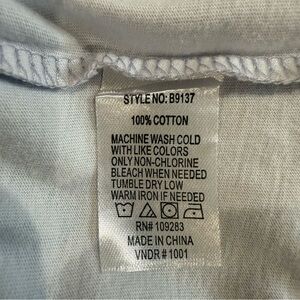 STYLE NO: B9137
100% COTTON
MACHINE WASH COLD
WITH LIKE COLORS
ONLY NON-CHLORINE
BLEACH WHEN NEEDED
TUMBLE DRY LOW
WARM IRON IF NEEDED
RN# 109283
MADE IN CHINA
VNDR # 1001